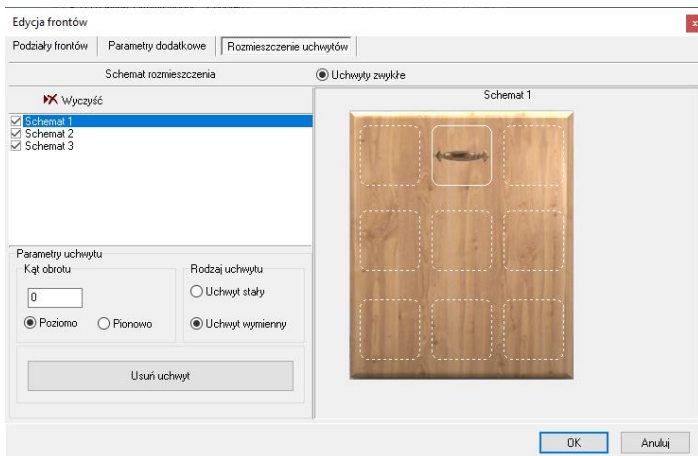 Edycja frontów
Podziały frontów Parametry dodatkowe Rozmieszczenie uchwytów
Schemat rozmieszczenia
Uchwyty zwykłe
Wyczyść
Schemat 1
Schemat 2
Schemat 3
Schemat 1
Parametry uchwytu
Kąt obrotu
0
Poziomo Pionowo
Rodzaj uchwytu
Uchwyt stały
Uchwyt wymienny
Usuń uchwyt
OK Anuluj